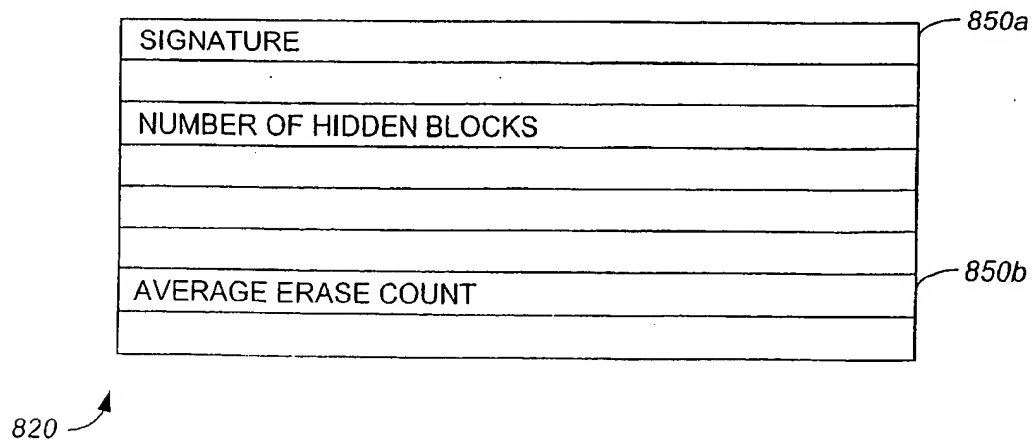 850a
SIGNATURE
NUMBER OF HIDDEN BLOCKS
850b
AVERAGE ERASE COUNT
820